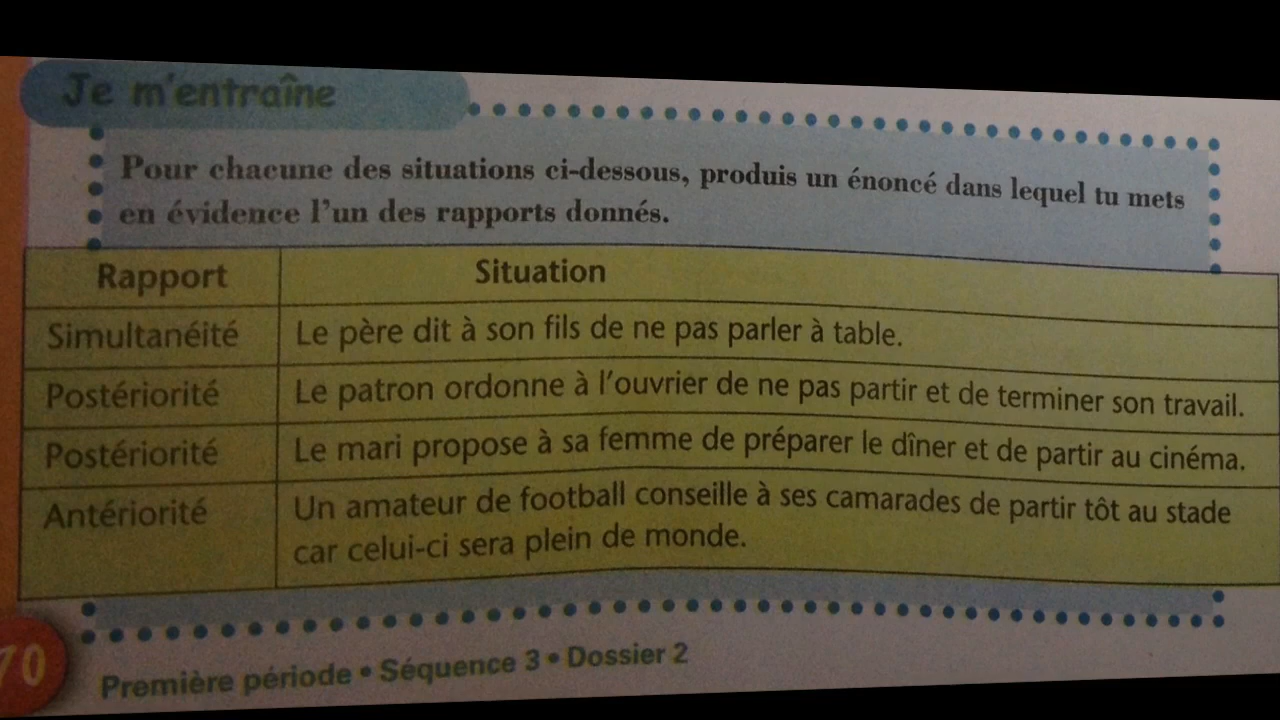 Je m'entraîne
Pour chacune des situations ci-dessous, produis un énoncé dans lequel tu mets
en évidence l'un des rapports donnés.
Rapport Situation
Simultanéité Le père dit à son fils de ne pas parler à table.
Postériorité Le patron ordonne à l'ouvrier de ne pas partir et de terminer son travail.
Postériorité Le mari propose à sa femme de préparer le dîner et de partir au cinéma.
Antériorité Un amateur de football conseille à ses camarades de partir tôt au stade
car celui-ci sera plein de monde.
70
Première période • Séquence 3 • Dossier 2